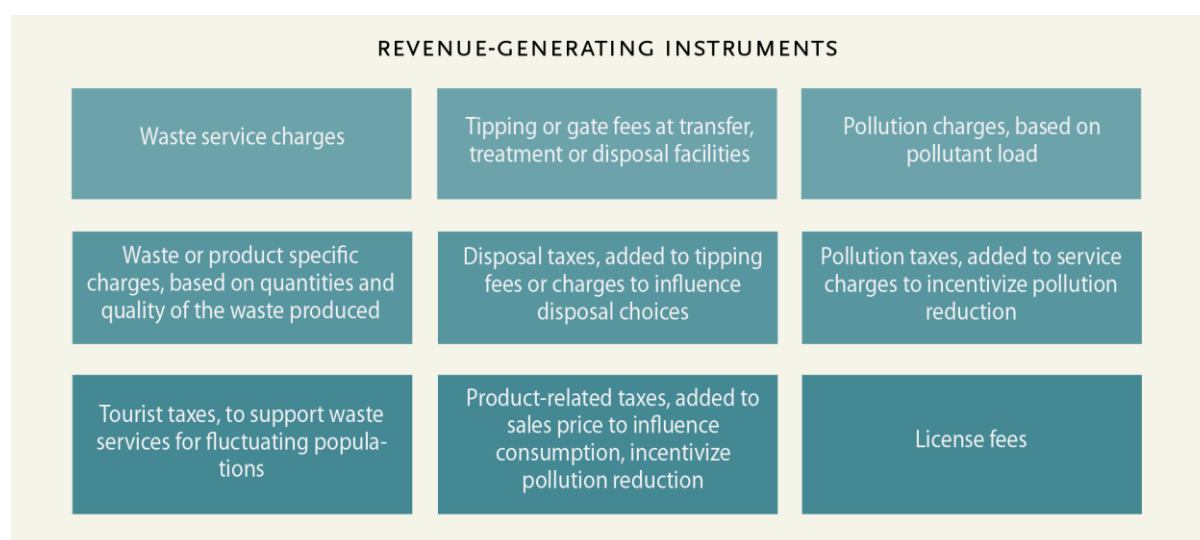 REVENUE-GENERATING INSTRUMENTS
Waste service charges
Tipping or gate fees at transfer,
treatment or disposal facilities
Pollution charges, based on
pollutant load
Waste or product specific
charges, based on quantities and
quality of the waste produced
Disposal taxes, added to tipping
fees or charges to influence
disposal choices
Pollution taxes, added to service
charges to incentivize pollution
reduction
Tourist taxes, to support waste
services for fluctuating popula-
tions
Product-related taxes, added to
sales price to influence
consumption, incentivize
pollution reduction
License fees